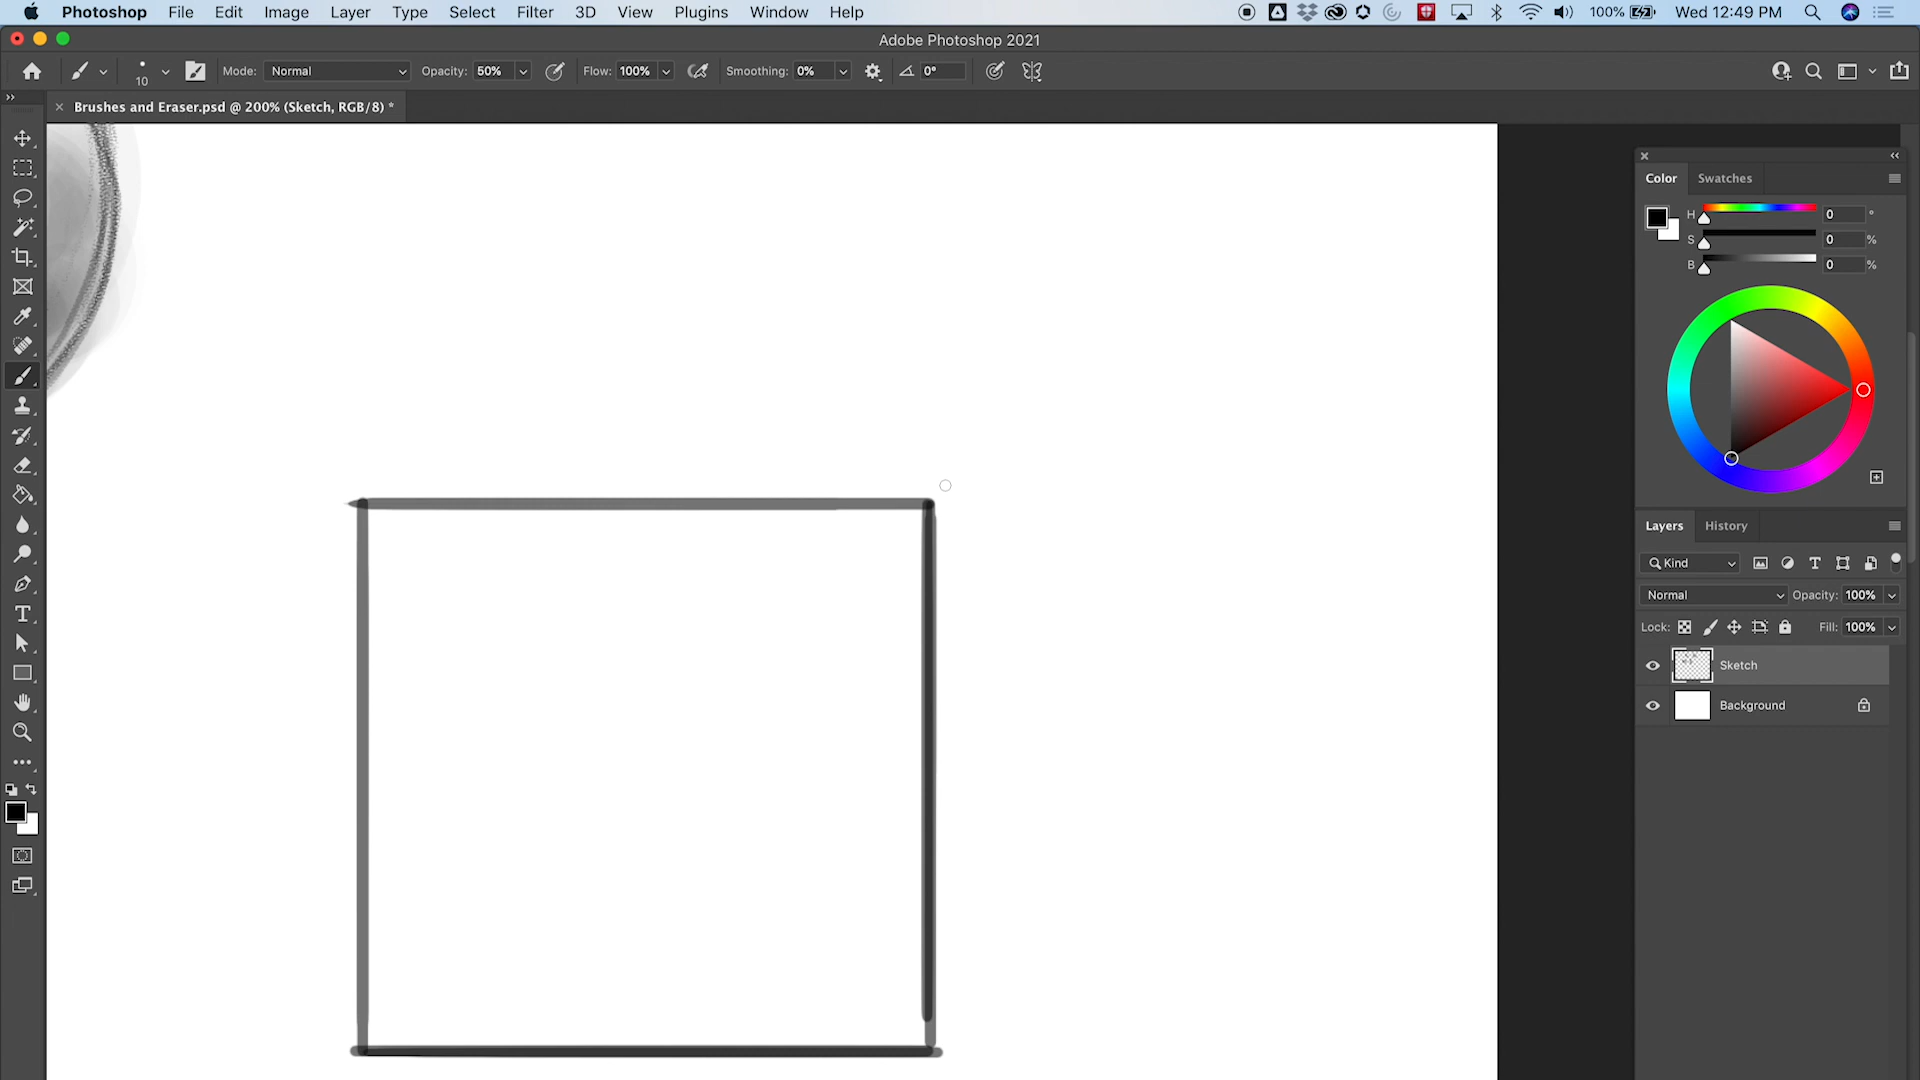 Photoshop File Edit Image Layer Type Select Filter 3D View Plugins Window Help 100% Wed 12:49 PM
Adobe Photoshop 2021
10 Mode: Normal Opacity: 50% Flow: 100% Smoothing: 0% 0°
Brushes and Eraser.psd @ 200% (Sketch, RGB/8) *
Color Swatches
H 0 °
S 0 %
B 0 %
Layers History
Kind
Normal Opacity: 100%
Lock: Fill: 100%
Sketch
Background